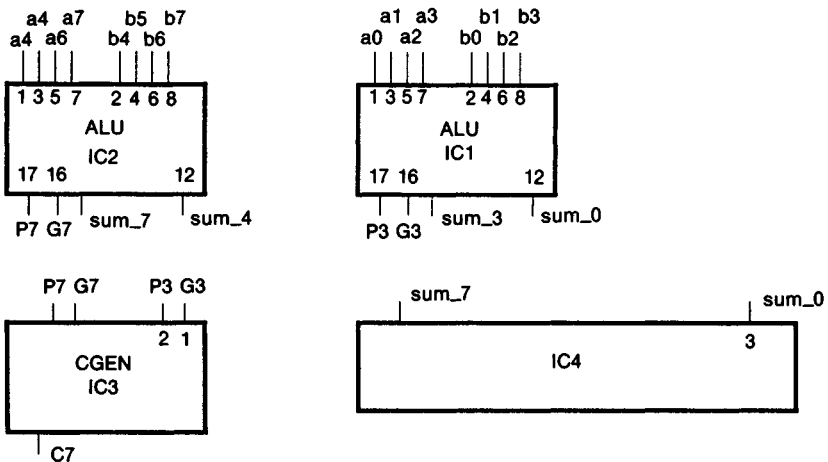 a4 a7 b5 b7
a4 a6 b4 b6
1 3 5 7 2 4 6 8
ALU
IC2
17 16 12
P7 G7 sum_7 sum_4
a1 a3 b1 b3
a0 a2 b0 b2
1 3 5 7 2 4 6 8
ALU
IC1
17 16 12
P3 G3 sum_3 sum_0
P7 G7 P3 G3
2 1
CGEN
IC3
C7
sum_7 sum_0
3
IC4